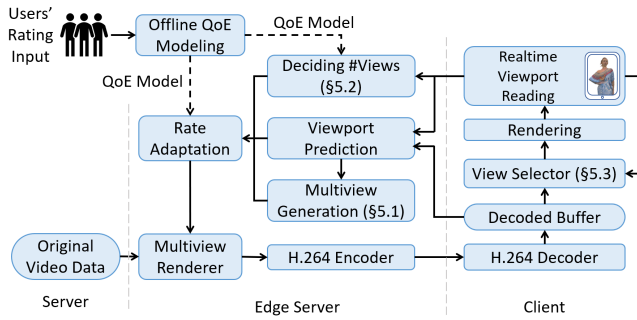 Users'
Rating
Input
Offline QoE
Modeling
QoE Model
QoE Model
Deciding #Views
(§5.2)
Realtime
Viewport
Reading
Rate
Adaptation
Viewport
Prediction
Rendering
Multiview
Generation (§5.1)
View Selector (§5.3)
Decoded Buffer
Original
Video Data
Multiview
Renderer
H.264 Encoder
H.264 Decoder
Server
Edge Server
Client